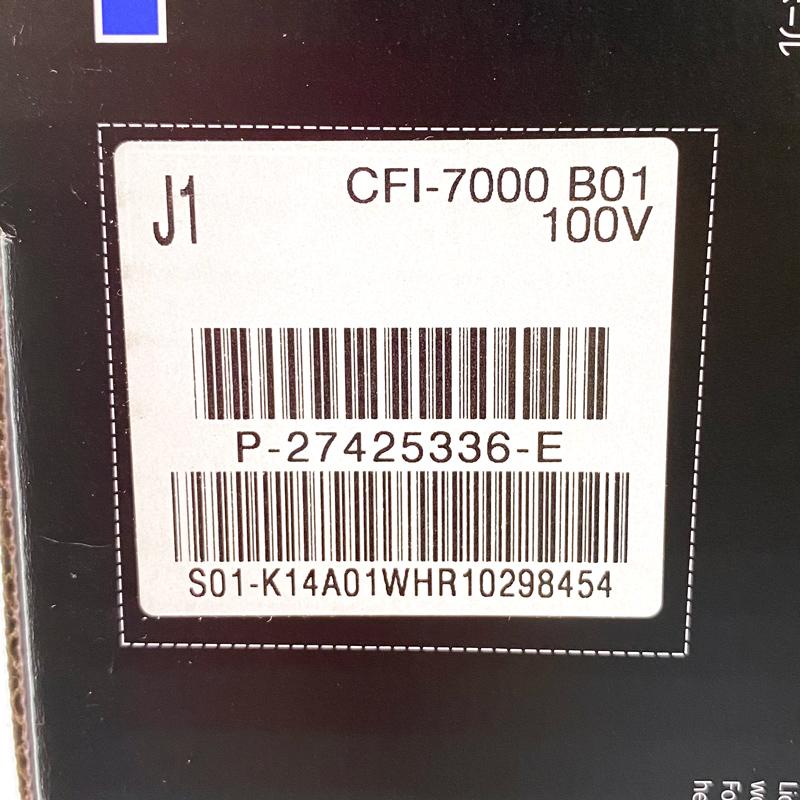 J1
CFI-7000 B01
100V
P-27425336-E
S01-K14A01WHR10298454